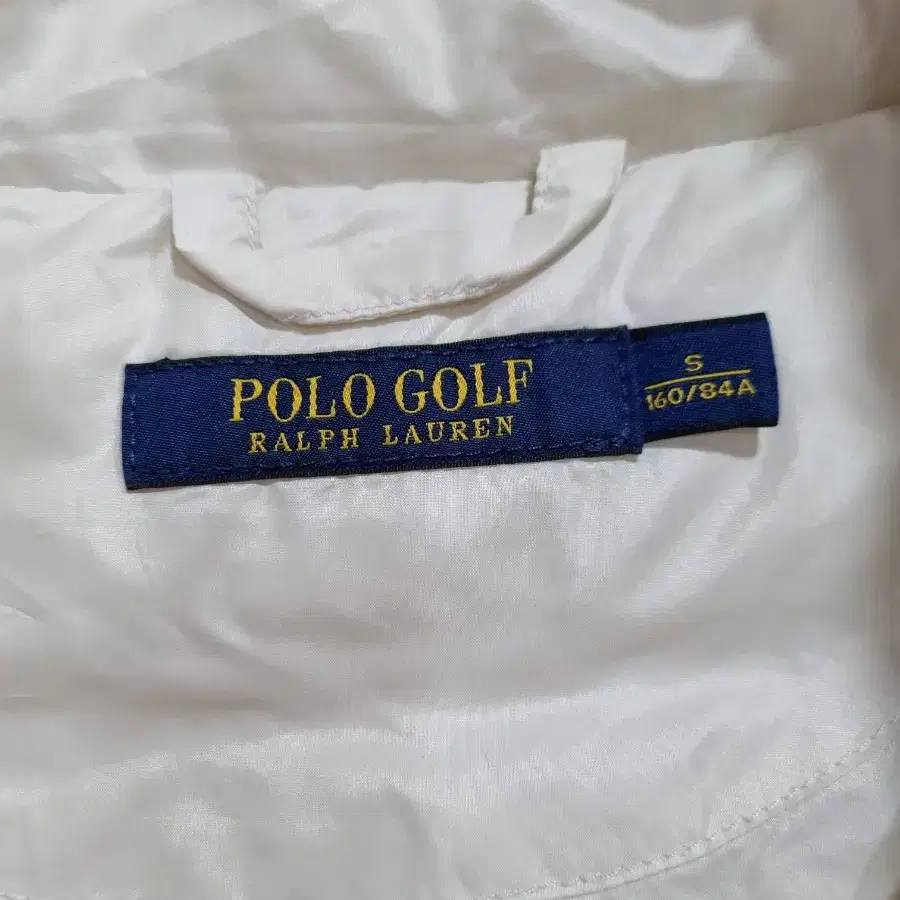 POLO GOLF
RALPH LAUREN
S
160/84A